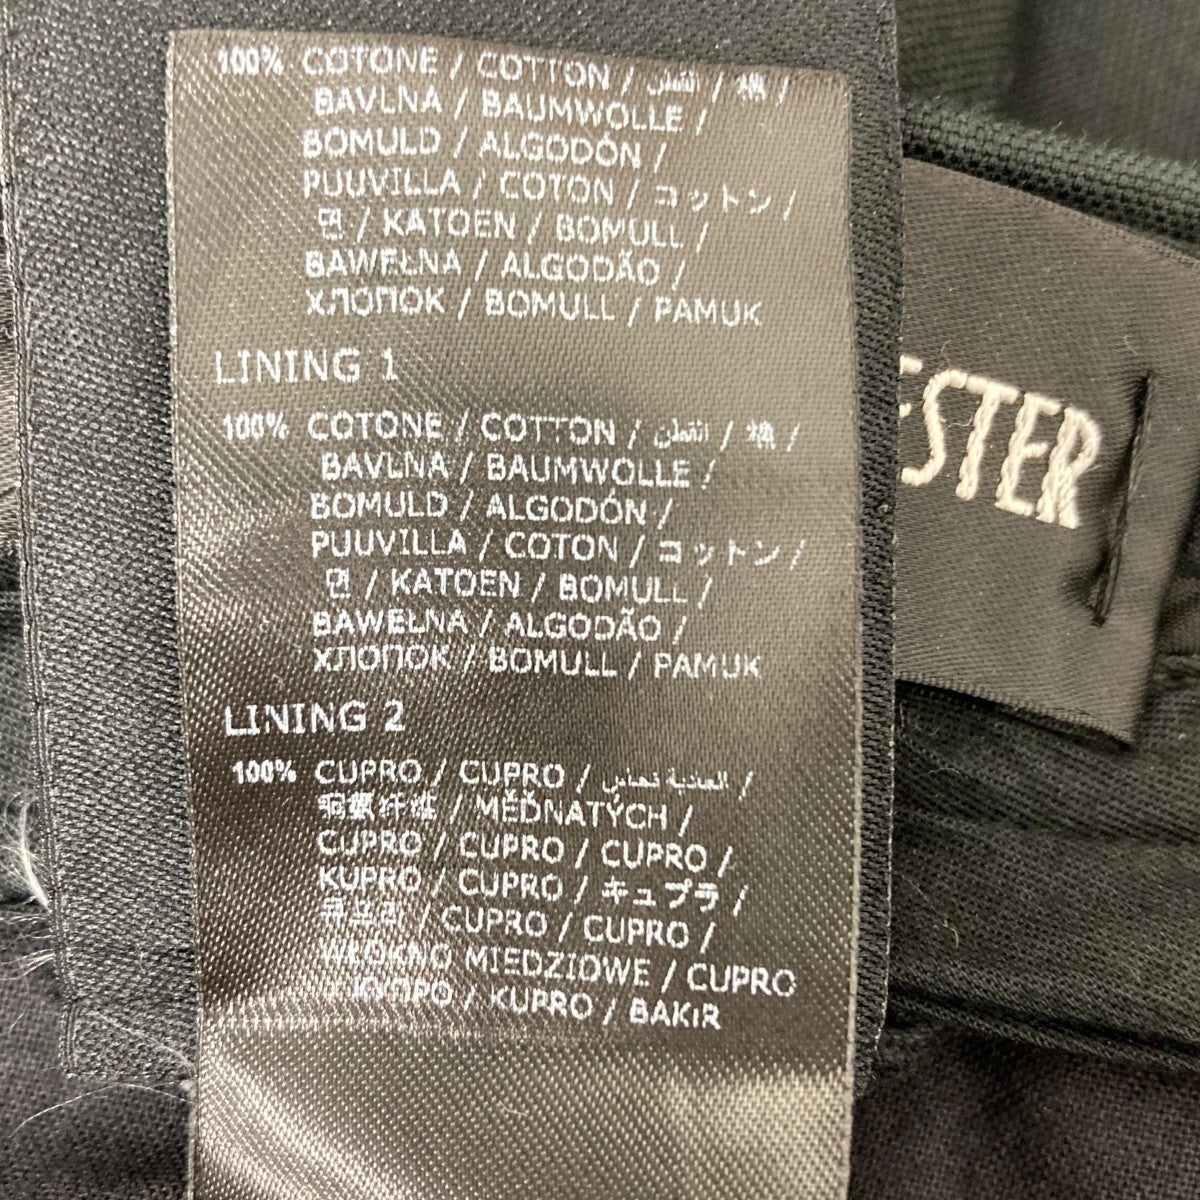 100% COTONE / COTTON / القطن / 棉 /
BAVLNA / BAUMWOLLE /
BOMULD / ALGODÓN /
PUUVILLA / COTON / コットン /
면 / KATOEN / BOMULL /
BAWEŁNA / ALGODÃO /
ХЛОПОК / BOMULL / PAMUK
LINING 1
100% COTONE / COTTON / القطن / 棉 /
BAVLNA / BAUMWOLLE /
BOMULD / ALGODÓN /
PUUVILLA / COTON / コットン /
면 / KATOEN / BOMULL /
BAWEŁNA / ALGODÃO /
ХЛОПОК / BOMULL / PAMUK
LINING 2
100% CUPRO / CUPRO / /
铜氨纤维 / MĚĎNATÝCH /
CUPRO / CUPRO / CUPRO /
KUPRO / CUPRO / キュプラ /
큐프라 / CUPRO / CUPRO /
WŁÓKNO MIEDZIOWE / CUPRO
/ KUPRO / BAKIR
ESTER